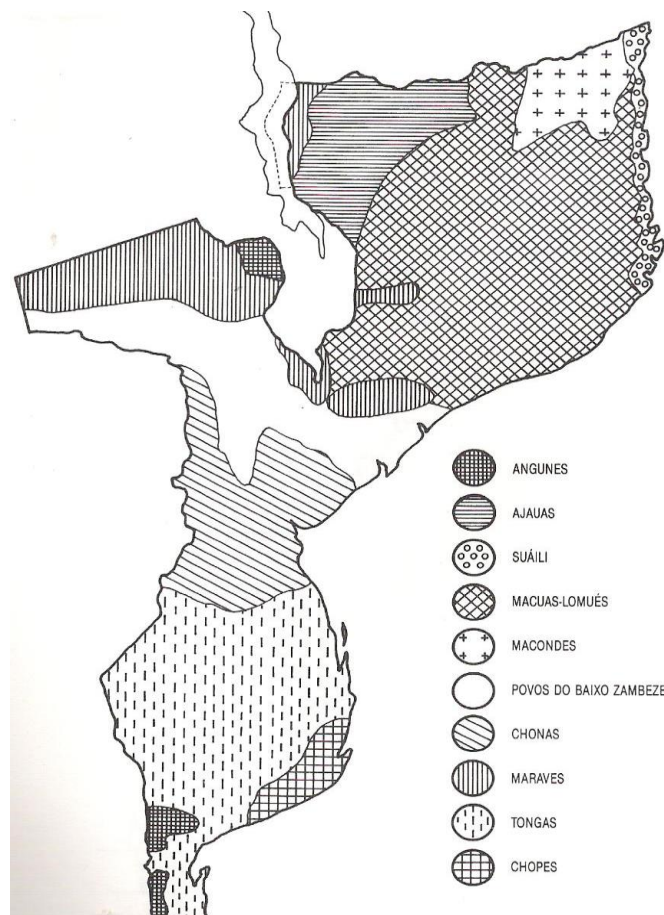 ANGUNES
AJAUAS
SUÁILI
MACUAS-LOMUÉS
MACONDES
POVOS DO BAIXO ZAMBEZE
CHONAS
MARAVES
TONGAS
CHOPES